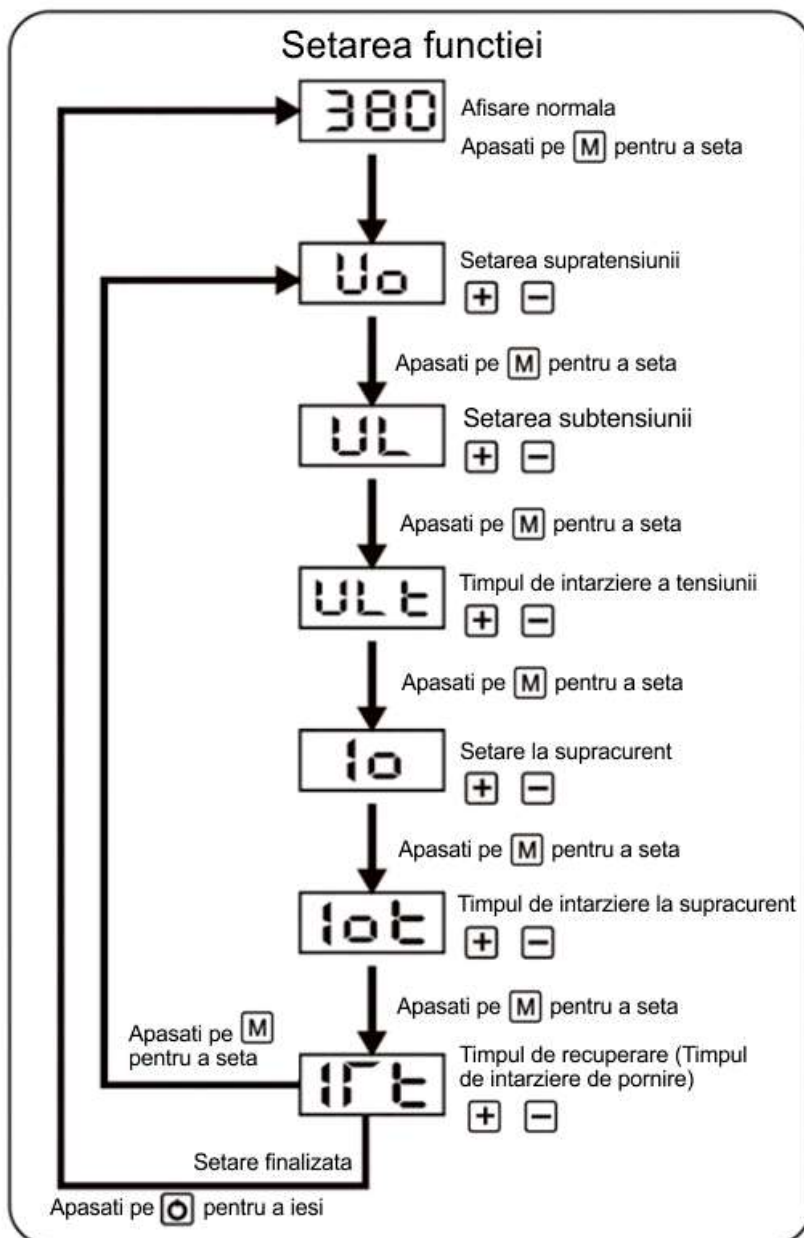 Setarea functiei
380
Afisare normala
Apasati pe M pentru a seta
Uo
Setarea supratensiunii
+ -
Apasati pe M pentru a seta
UL
Setarea subtensiunii
+ -
Apasati pe M pentru a seta
ULt
Timpul de intarziere a tensiunii
+ -
Apasati pe M pentru a seta
Io
Setare la supracurent
+ -
Apasati pe M pentru a seta
Iot
Timpul de intarziere la supracurent
+ -
Apasati pe M pentru a seta
Apasati pe M
pentru a seta
Irt
Timpul de recuperare (Timpul
de intarziere de pornire)
+ -
Setare finalizata
Apasati pe pentru a iesi